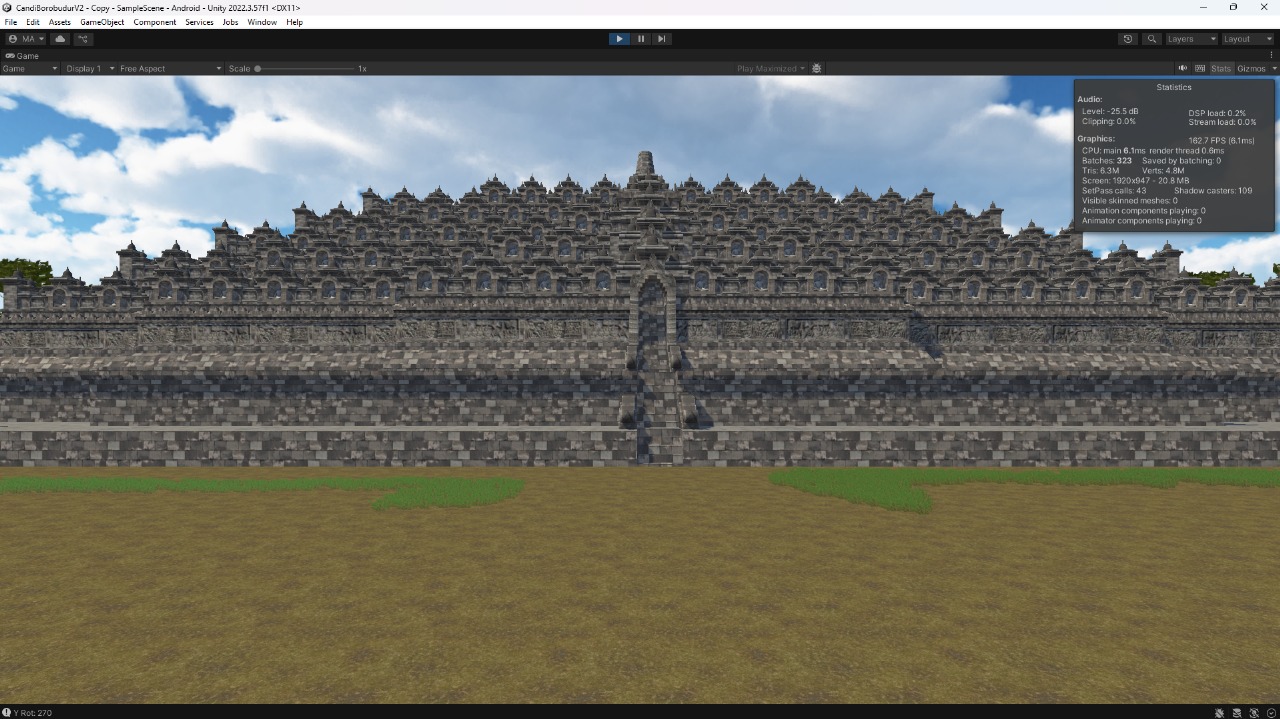 CandiBorobudurV2 - Copy - SampleScene - Android - Unity 2022.3.57f1 <DX11>
File Edit Assets GameObject Component Services Jobs Window Help
MA Layers Layout
Game
Game Display 1 Free Aspect Scale 1x Play Maximized Stats Gizmos
Statistics
Audio:
Level: -25.5 dB DSP load: 0.2%
Clipping: 0.0% Stream load: 0.0%
Graphics: 162.7 FPS (6.1ms)
CPU: main 6.1ms render thread 0.6ms
Batches: 323 Saved by batching: 0
Tris: 6.3M Verts: 4.8M
Screen: 1920x947 - 20.8 MB
SetPass calls: 43 Shadow casters: 109
Visible skinned meshes: 0
Animation components playing: 0
Animator components playing: 0
Y Rot: 270